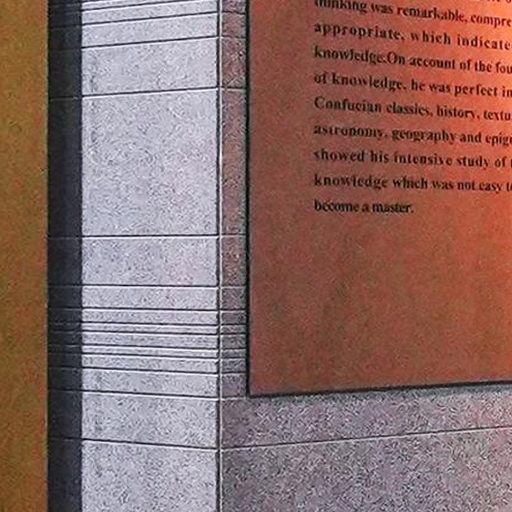 thinking was remarkable, compre
appropriate, which indicate
knowledge.On account of the fou
of knowledge, he was perfect in
Confucian classics, history, textu
astronomy, geography and epigr
showed his intensive study of
knowledge which was not easy to
become a master.